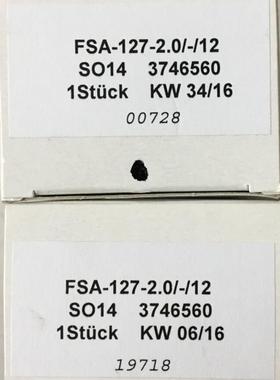 FSA-127-2.0/-/12
SO14 3746560
1Stück KW 34/16
00728
FSA-127-2.0/-/12
SO14 3746560
1Stück KW 06/16
19718